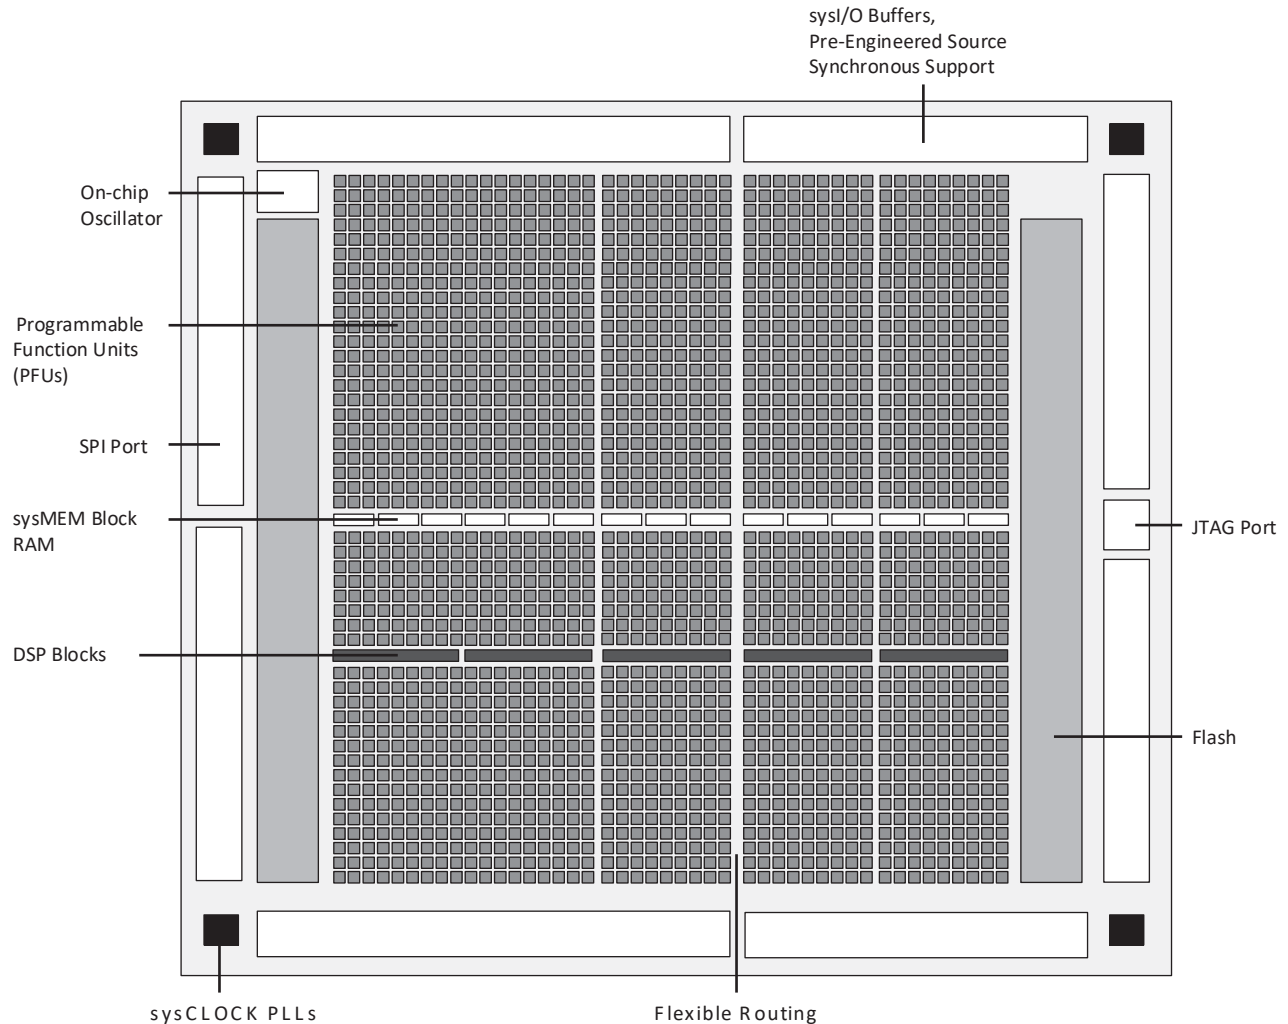 sysI/O Buffers,
Pre-Engineered Source
Synchronous Support
On-chip
Oscillator
Programmable
Function Units
(PFUs)
SPI Port
sysMEM Block
RAM
JTAG Port
DSP Blocks
Flash
sysCLOCK PLLs
Flexible Routing